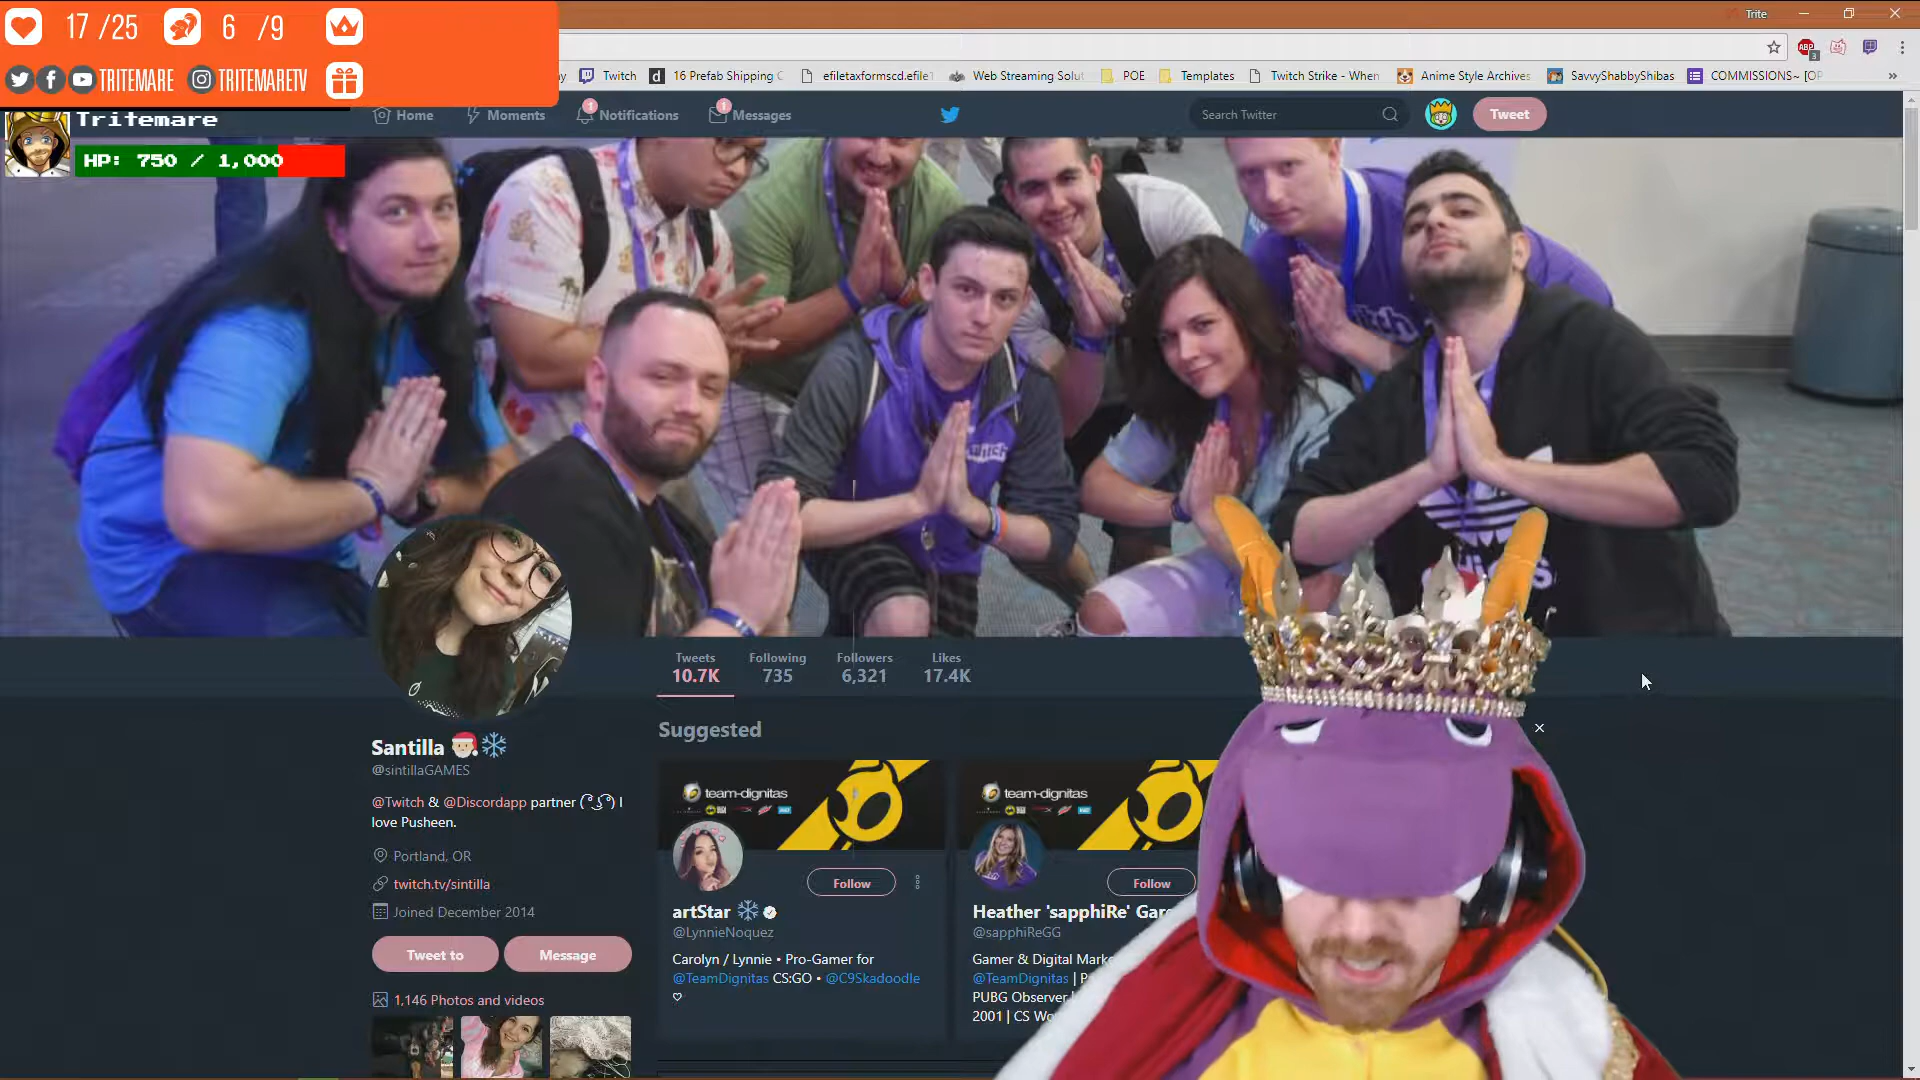 17 /25 6 /9
TRITEMARE TRITEMARETV
Tritemare
HP: 750 / 1,000
Trite
Twitch 16 Prefab Shipping efiletaxformscd.efile Web Streaming Solut POE Templates Twitch Strike - When Anime Style Archives SavvyShabbyShibas COMMISSIONS~ [OP
Home Moments 1 Notifications 1 Messages Search Twitter Tweet
Tweets Following Followers Likes
10.7K 735 6,321 17.4K
Suggested
Santilla 🎅🏼❄️
@sintillaGAMES
@Twitch & @Discordapp partner ( ͡° ͜ʖ ͡°) I
love Pusheen.
Portland, OR
twitch.tv/sintilla
Joined December 2014
Tweet to Message
1,146 Photos and videos
team-dignitas
Follow
artStar ❄️
@LynnieNoquez
Carolyn / Lynnie • Pro-Gamer for
@TeamDignitas CS:GO • @C9Skadoodle
♡
team-dignitas
Follow
Heather 'sapphiRe' Gar
@sapphiReGG
Gamer & Digital Marke
@TeamDignitas |
PUBG Observer |
2001 | CS